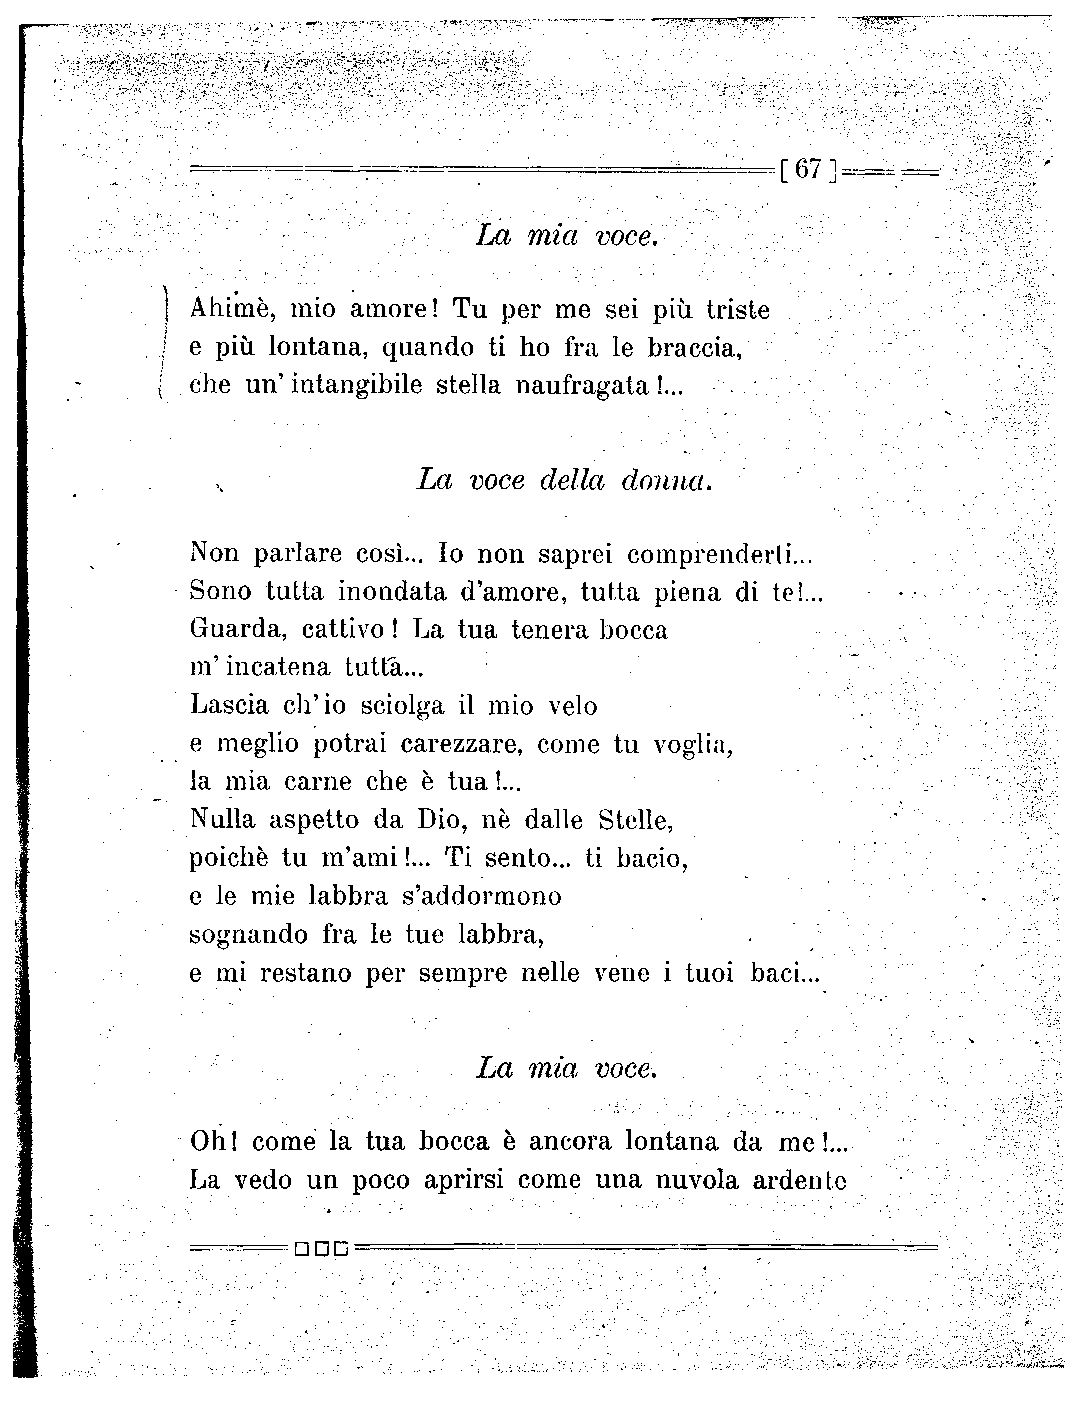 [ 67 ]
La mia voce.
Ahimè, mio amore! Tu per me sei più triste
e più lontana, quando ti ho fra le braccia,
che un' intangibile stella naufragata!...
La voce della donna.
Non parlare così... Io non saprei comprenderti...
Sono tutta inondata d'amore, tutta piena di te!...
Guarda, cattivo! La tua tenera bocca
m' incatena tutta...
Lascia ch' io sciolga il mio velo
e meglio potrai carezzare, come tu voglia,
la mia carne che è tua!...
Nulla aspetto da Dio, nè dalle Stelle,
poichè tu m'ami!... Ti sento... ti bacio,
e le mie labbra s'addormono
sognando fra le tue labbra,
e mi restano per sempre nelle vene i tuoi baci...
La mia voce.
Oh! come la tua bocca è ancora lontana da me!...
La vedo un poco aprirsi come una nuvola ardente